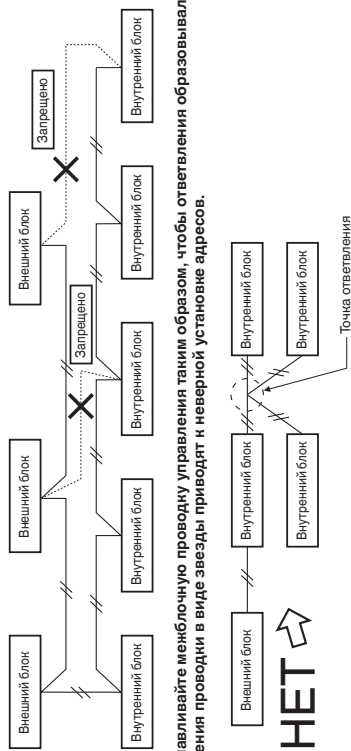 Внешний блок
Внешний блок
Внешний блок
Запрещено
Запрещено
Внутренний блок
Внутренний блок
Внутренний блок
Внутренний блок
Внутренний блок
авливайте межблочную проводку управления таким образом, чтобы ответвления образовывал
ения проводки в виде звезды приводят к неверной установке адресов.
Внешний блок
Внутренний блок
Внутренний блок
Внутренний блок
Внутренний блок
НЕТ
Точка ответвления